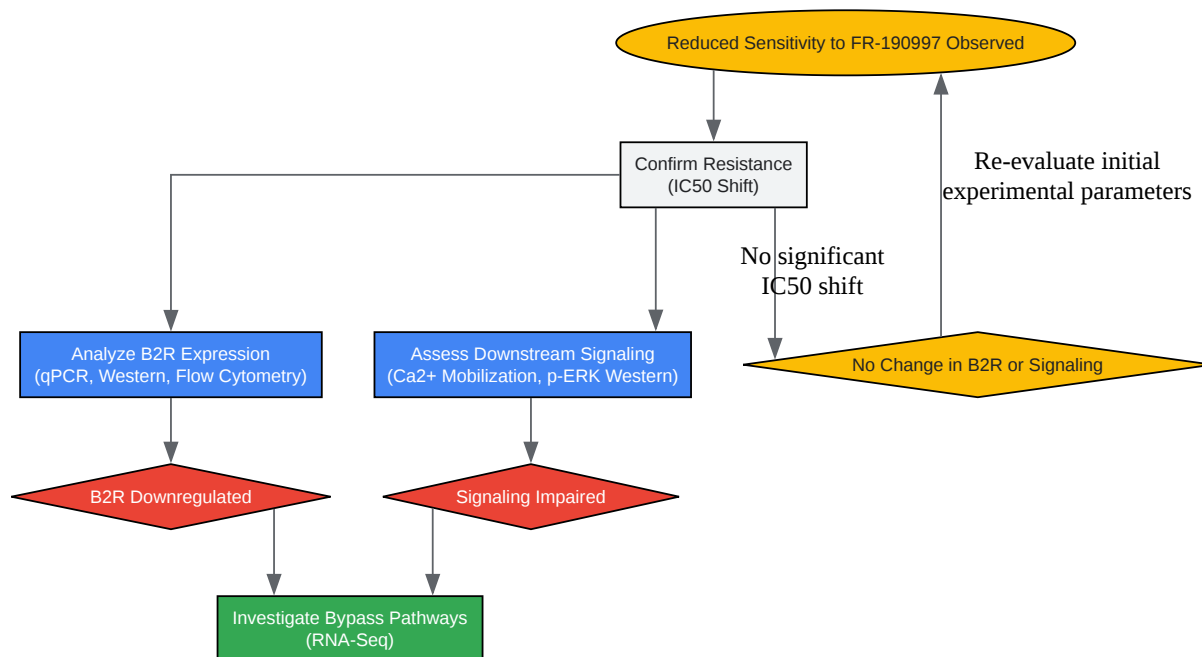 Reduced Sensitivity to FR-190997 Observed
Confirm Resistance
(IC50 Shift)
Re-evaluate initial
experimental parameters
No significant
IC50 shift
Analyze B2R Expression
(qPCR, Western, Flow Cytometry)
Assess Downstream Signaling
(Ca2+ Mobilization, p-ERK Western)
No Change in B2R or Signaling
B2R Downregulated
Signaling Impaired
Investigate Bypass Pathways
(RNA-Seq)